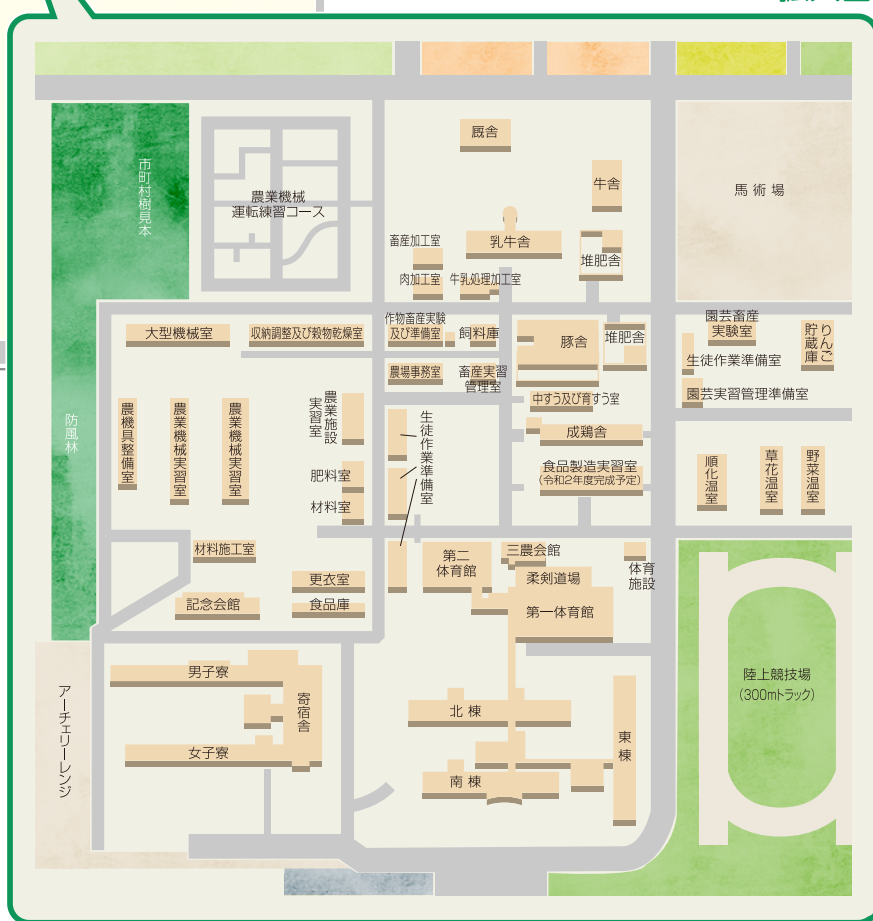 厩舎
牛舎
馬術場
市町村樹見本
農業機械
運転練習コース
畜産加工室
乳牛舎
堆肥舎
肉加工室
牛乳処理加工室
大型機械室
収納調整及び穀物乾燥室
作物畜産実験
及び準備室
飼料庫
豚舎
堆肥舎
園芸畜産
実験室
りんご
貯蔵庫
生徒作業準備室
農場事務室
畜産実習
管理室
園芸実習管理準備室
中すう及び育すう室
防風林
農機具整備室
農業機械実習室
農業機械実習室
農業施設
実習室
生徒作業準備室
成鶏舎
肥料室
材料室
食品製造実習室
(令和2年度完成予定)
順化温室
草花温室
野菜温室
材料施工室
第二
体育館
三農会館
体育
施設
更衣室
柔剣道場
記念会館
食品庫
第一体育館
男子寮
寄宿舎
女子寮
アーチェリーレンジ
北棟
東棟
南棟
陸上競技場
(300mトラック)